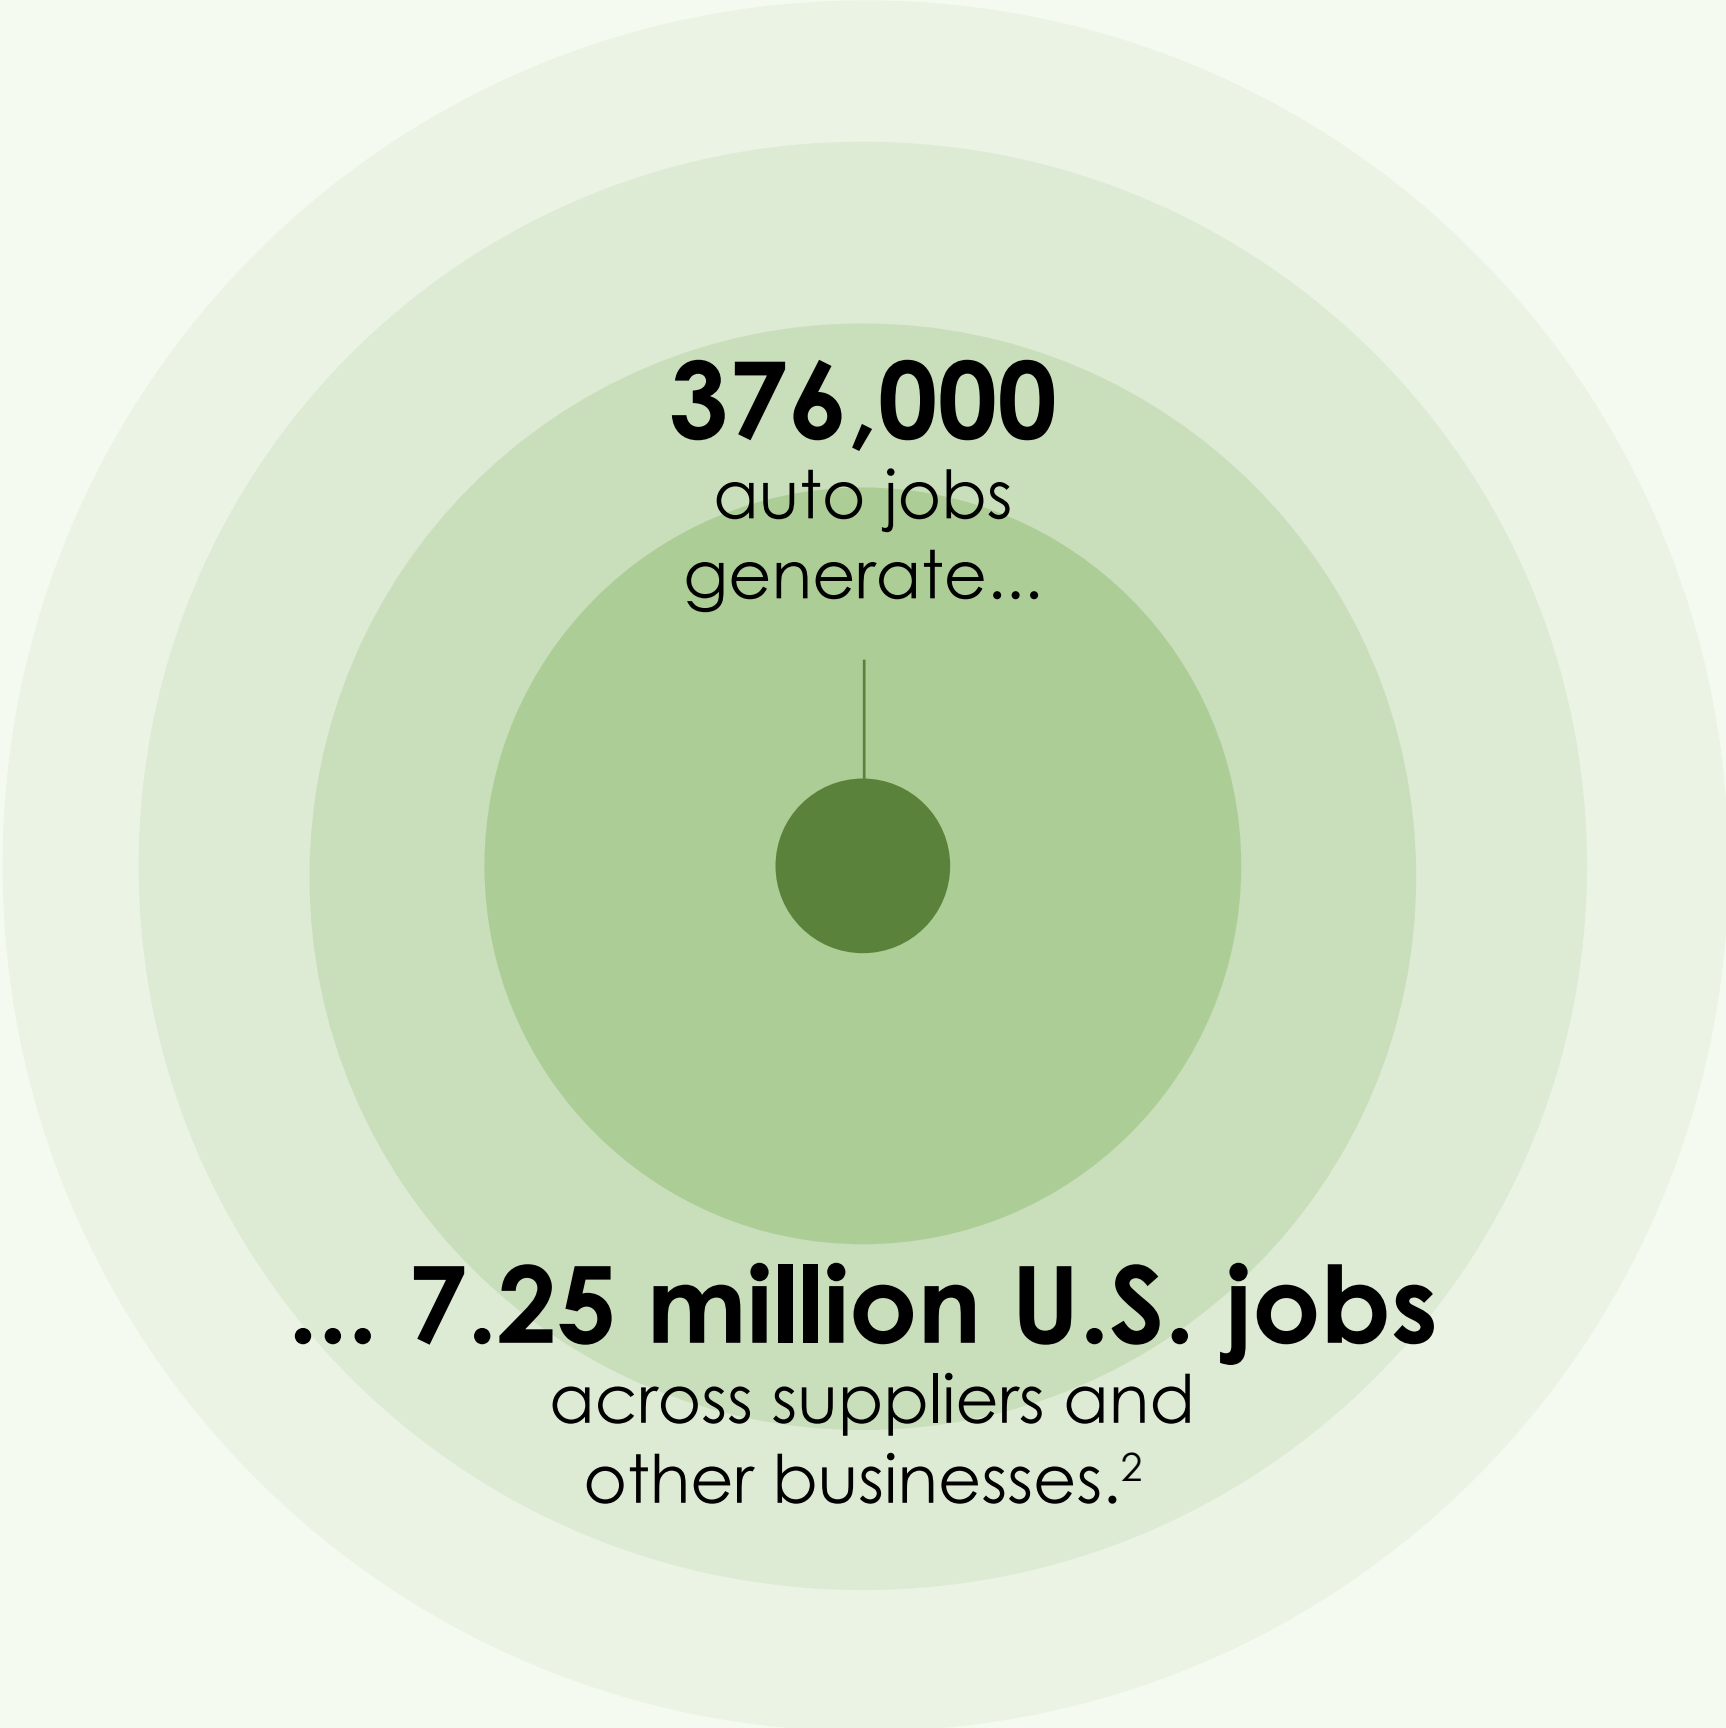 376,000
auto jobs
generate...
... 7.25 million U.S. jobs
across suppliers and
other businesses.²